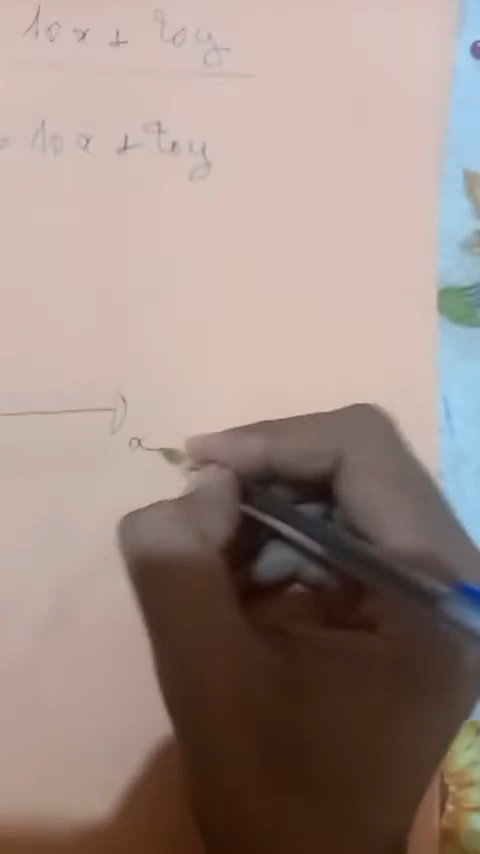 10x + 20y
= 10x + 20y
x